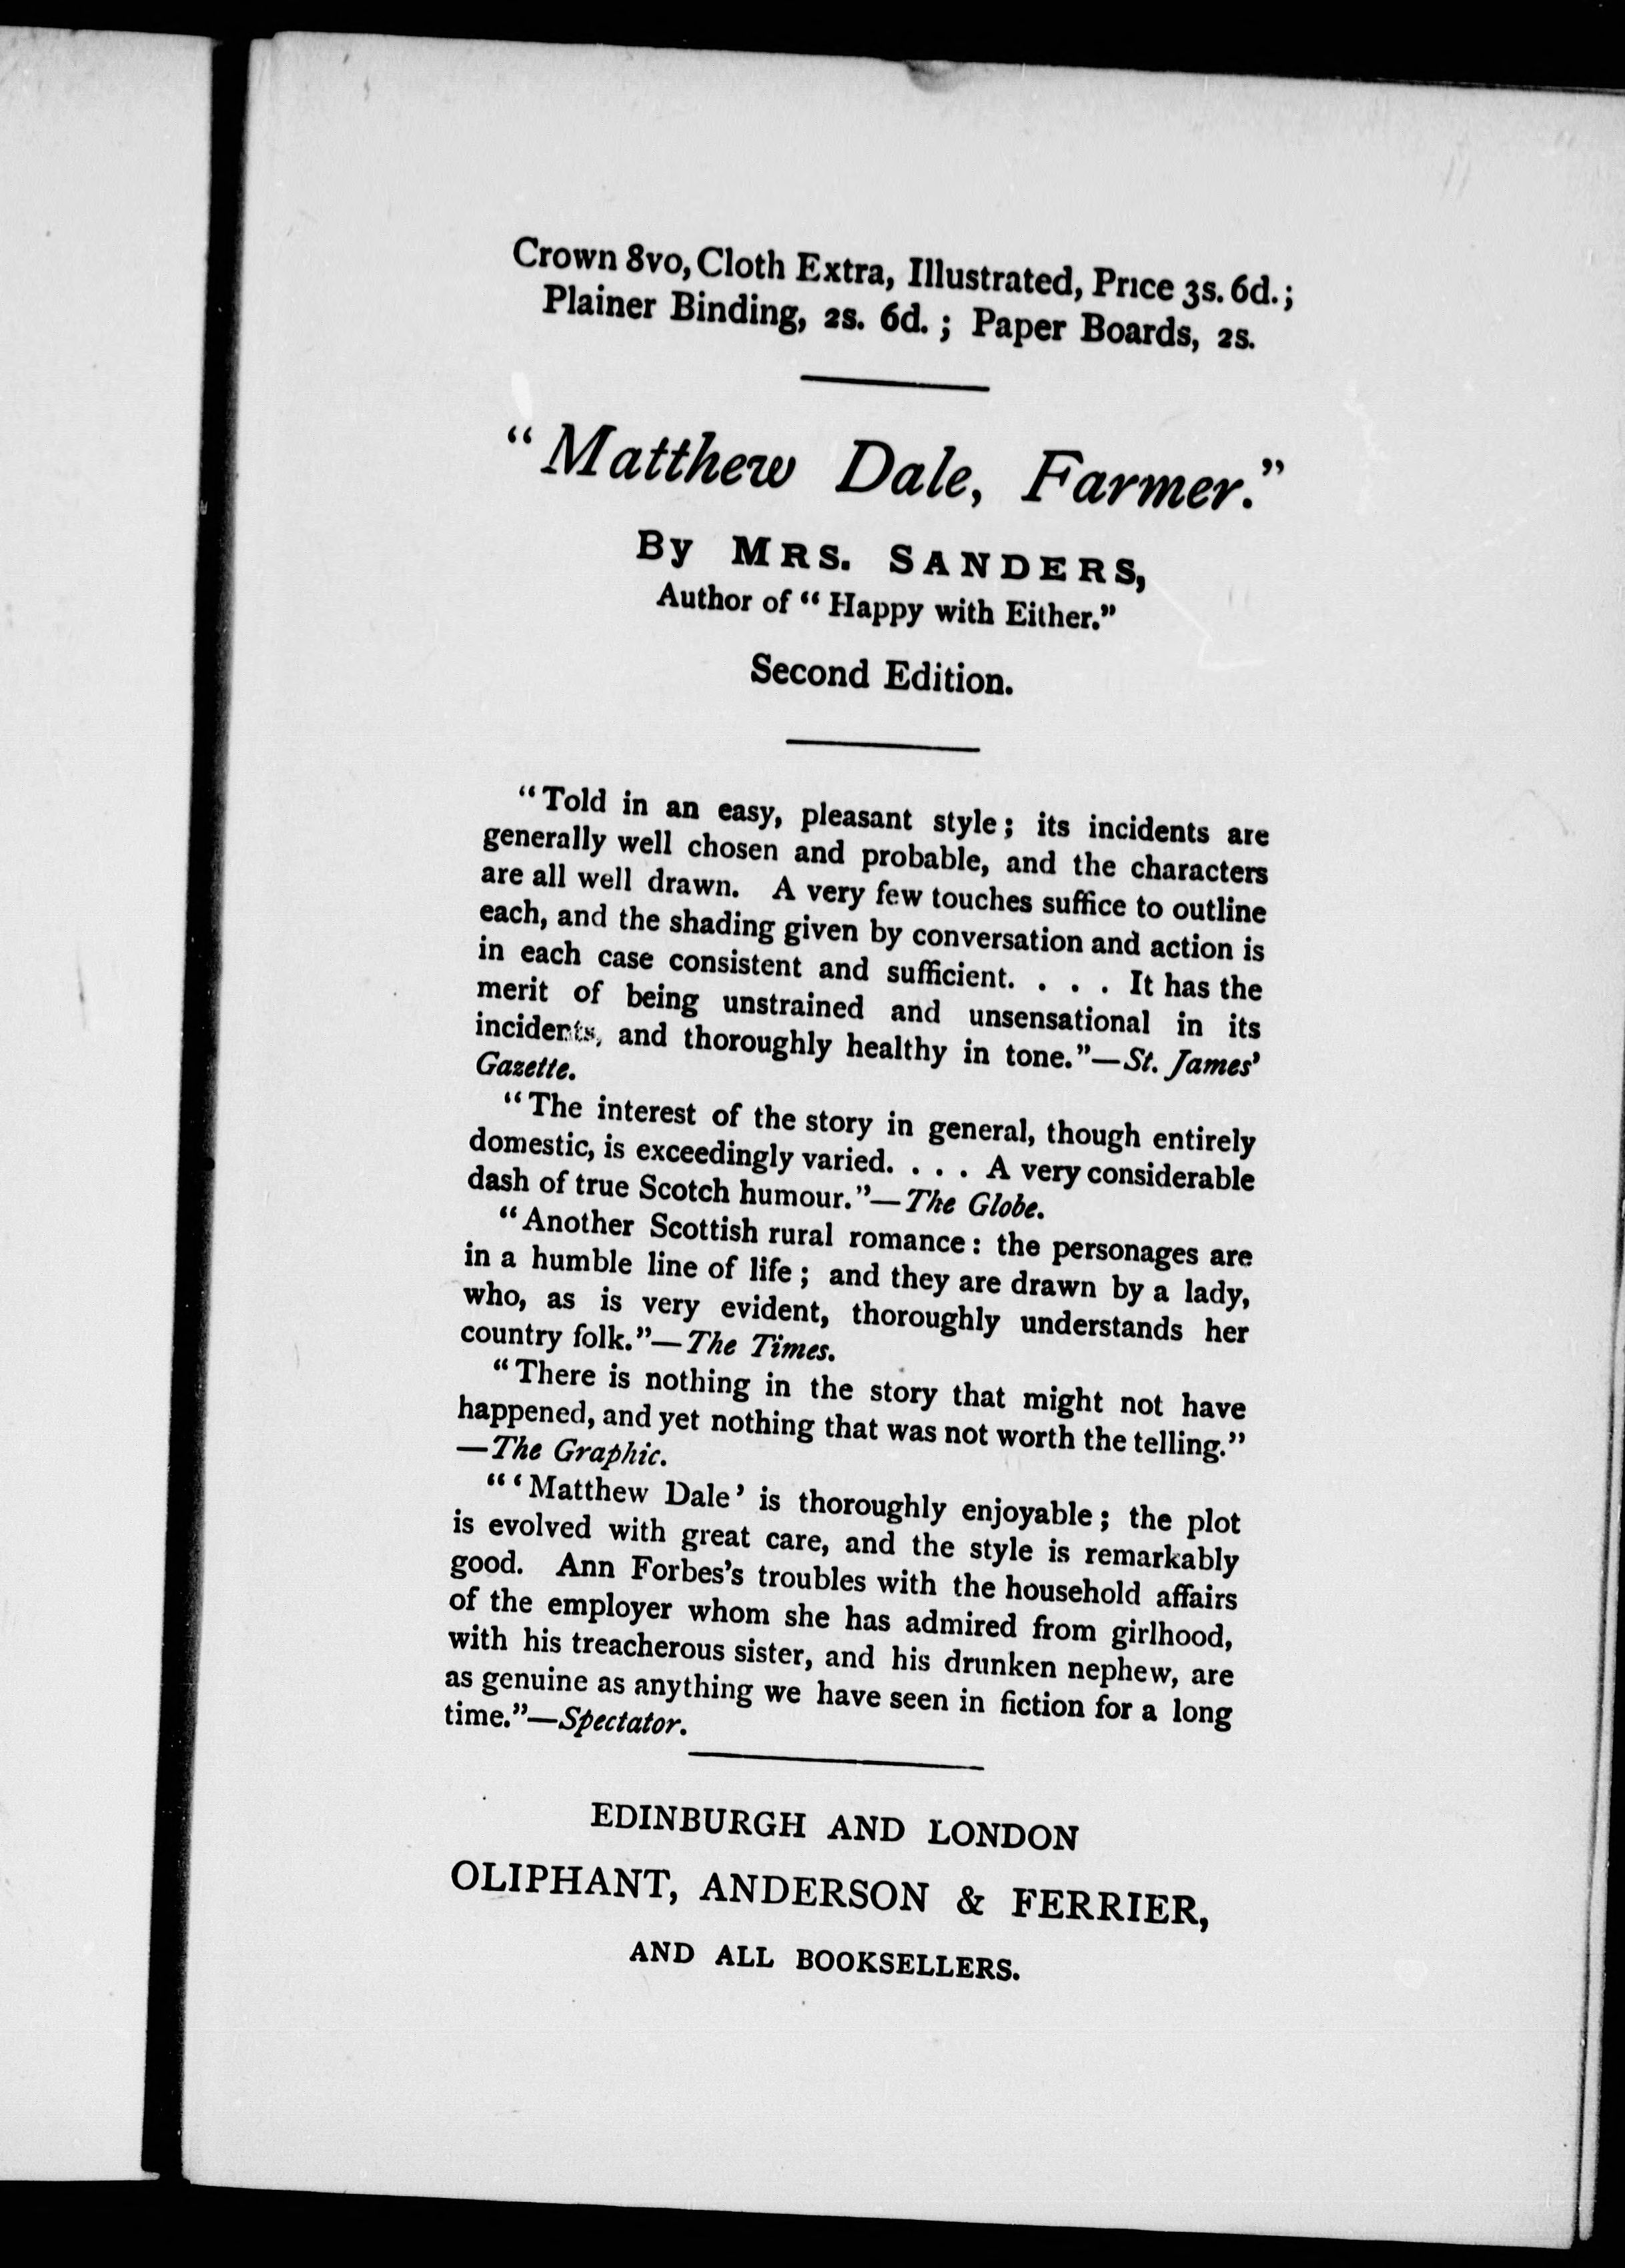 Crown 8vo, Cloth Extra, Illustrated, Price 3s. 6d.;
Plainer Binding, 2s. 6d.; Paper Boards, 2s.
“Matthew Dale, Farmer.”
By MRS. SANDERS,
Author of “Happy with Either.”
Second Edition.
“Told in an easy, pleasant style; its incidents are
generally well chosen and probable, and the characters
are all well drawn. A very few touches suffice to outline
each, and the shading given by conversation and action is
in each case consistent and sufficient. . . . It has the
merit of being unstrained and unsensational in its
incidents, and thoroughly healthy in tone.”—St. James’
Gazette.
“The interest of the story in general, though entirely
domestic, is exceedingly varied. . . . A very considerable
dash of true Scotch humour.”—The Globe.
“Another Scottish rural romance: the personages are
in a humble line of life; and they are drawn by a lady,
who, as is very evident, thoroughly understands her
country folk.”—The Times.
“There is nothing in the story that might not have
happened, and yet nothing that was not worth the telling.”
—The Graphic.
“‘Matthew Dale’ is thoroughly enjoyable; the plot
is evolved with great care, and the style is remarkably
good. Ann Forbes’s troubles with the household affairs
of the employer whom she has admired from girlhood,
with his treacherous sister, and his drunken nephew, are
as genuine as anything we have seen in fiction for a long
time.”—Spectator.
EDINBURGH AND LONDON
OLIPHANT, ANDERSON & FERRIER,
AND ALL BOOKSELLERS.